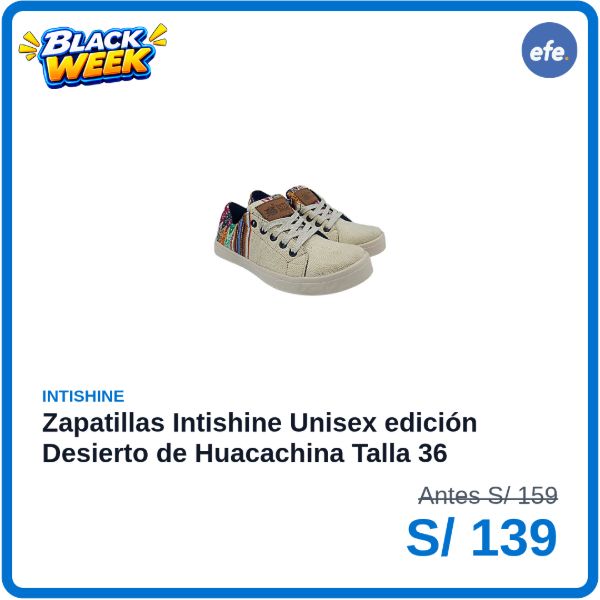 BLACK
WEEK
efe.
INTISHINE
Zapatillas Intishine Unisex edición
Desierto de Huacachina Talla 36
Antes S/ 159
S/ 139